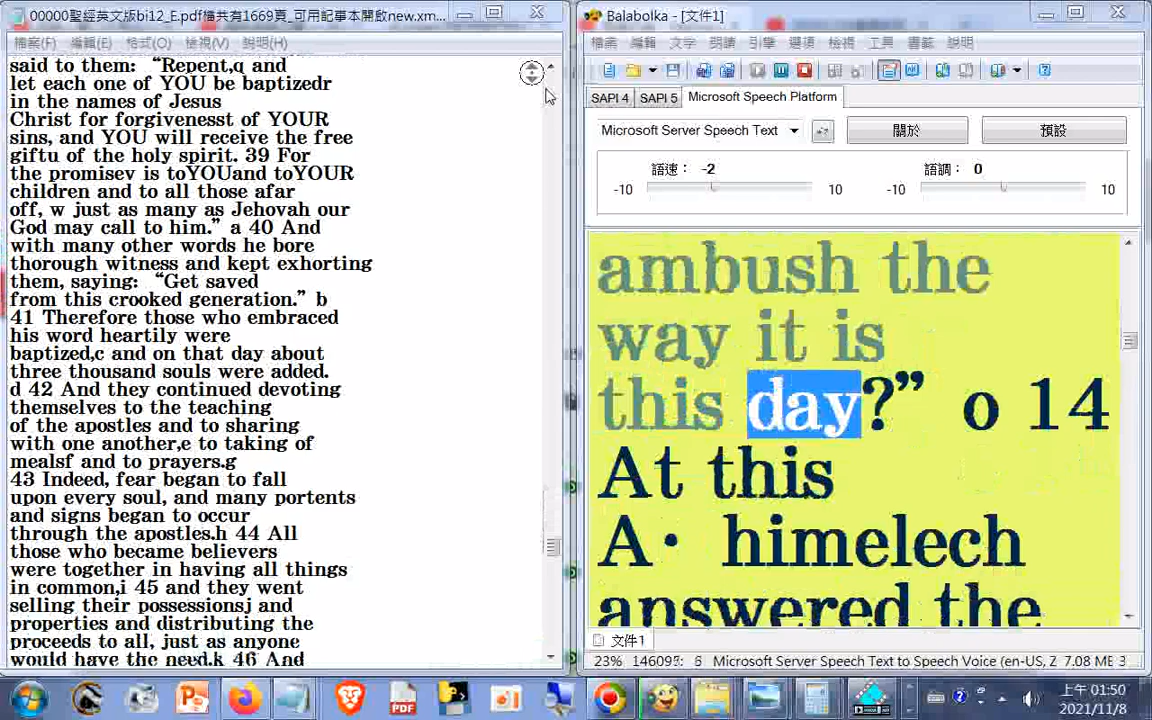 00000聖經英文版bi12_E.pdf檔共有1669頁_可用記事本開啟new.xm...
檔案(F) 編輯(E) 格式(O) 檢視(V) 說明(H)
said to them: “Repent,q and
let each one of YOU be baptizedr
in the names of Jesus
Christ for forgivenesst of YOUR
sins, and YOU will receive the free
giftu of the holy spirit. 39 For
the promisev is toYOUand toYOUR
children and to all those afar
off, w just as many as Jehovah our
God may call to him.” a 40 And
with many other words he bore
thorough witness and kept exhorting
them, saying: “Get saved
from this crooked generation.” b
41 Therefore those who embraced
his word heartily were
baptized,c and on that day about
three thousand souls were added.
d 42 And they continued devoting
themselves to the teaching
of the apostles and to sharing
with one another,e to taking of
mealsf and to prayers.g
43 Indeed, fear began to fall
upon every soul, and many portents
and signs began to occur
through the apostles.h 44 All
those who became believers
were together in having all things
in common,i 45 and they went
selling their possessionsj and
properties and distributing the
proceeds to all, just as anyone
would have the need.k 46 And
Balabolka - [文件1]
檔案 編輯 文字 朗讀 引擎 選項 檢視 工具 書籤 說明
SAPI 4 SAPI 5 Microsoft Speech Platform
Microsoft Server Speech Text 關於 預設
語速： -2 語調： 0
-10 10 -10 10
ambush the
way it is
this day?” o 14
At this
A· himelech
answered the
文件1
23% Microsoft Server Speech Text to Speech Voice (en-US, Z 7.08 MB 3
PDF
上午 01:50
2021/11/8